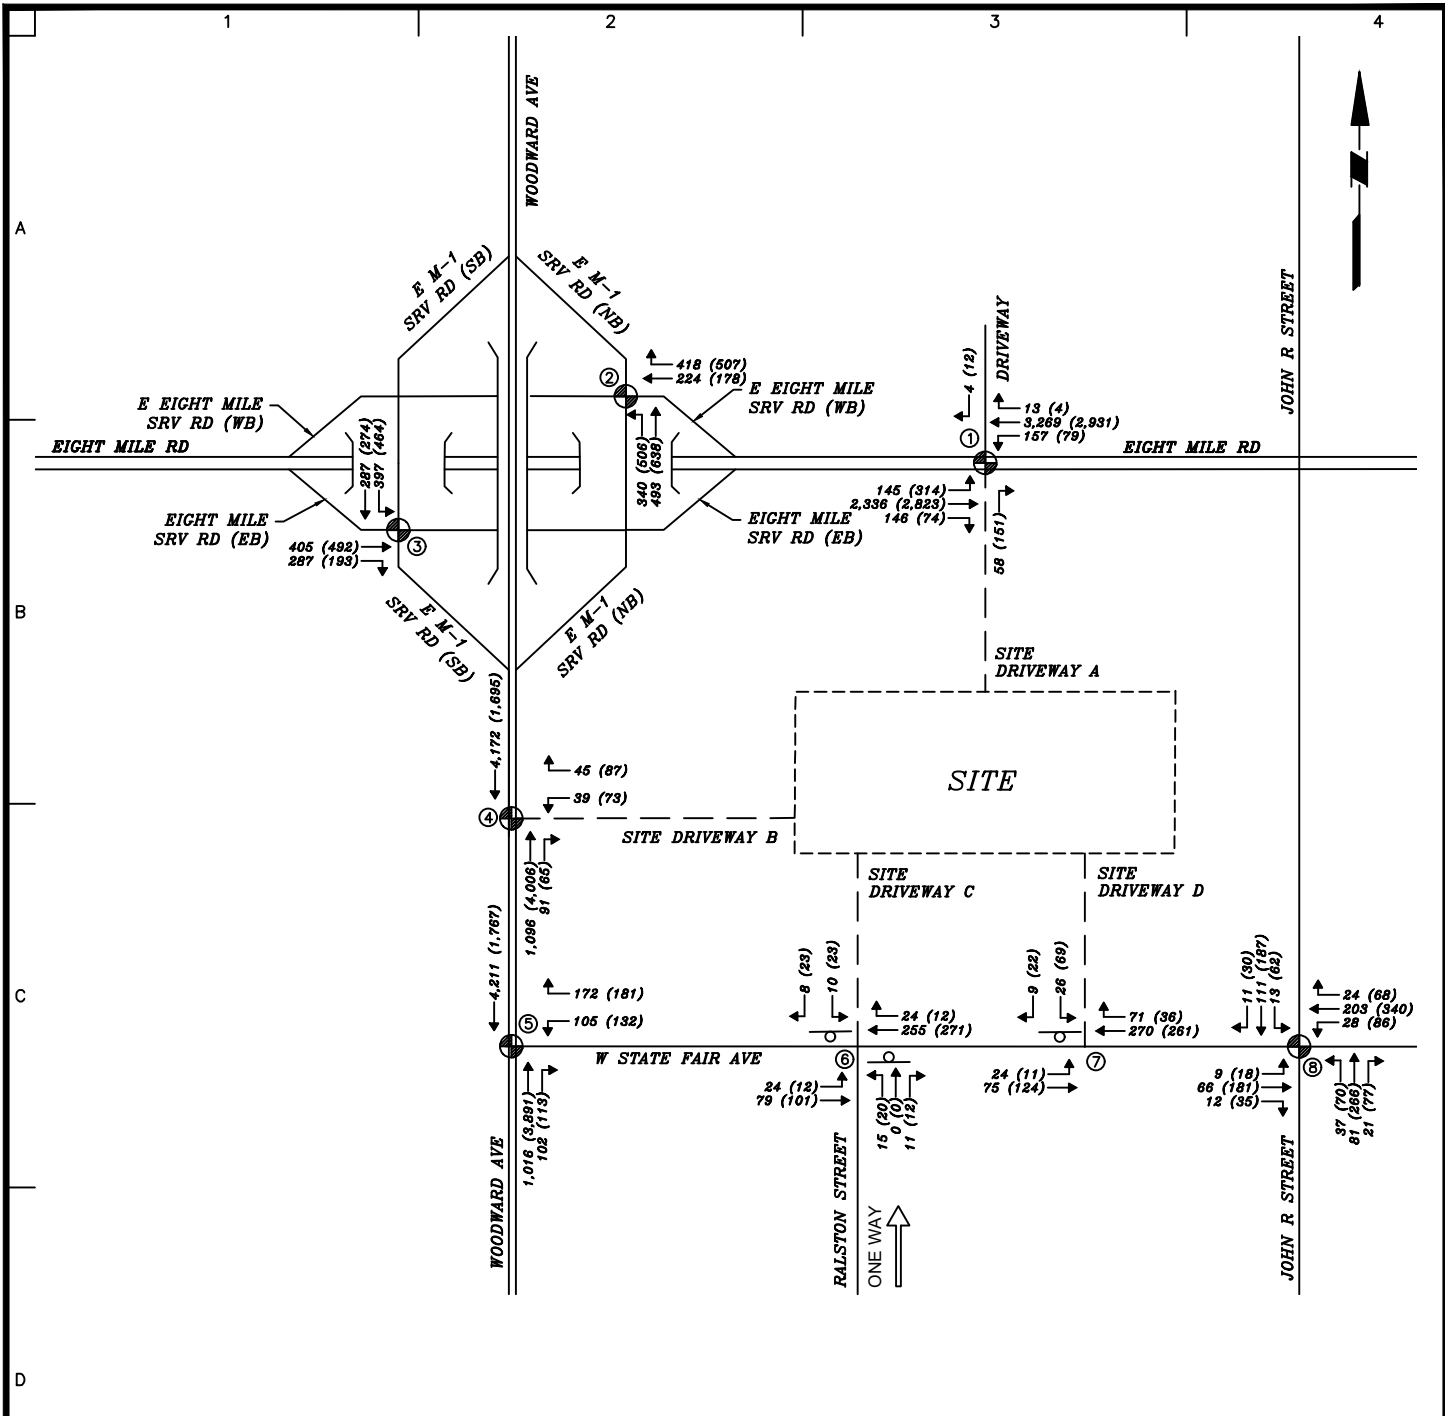 1
2
3
4
A
B
C
D
WOODWARD AVE
E M-1
SRV RD (SB)
E M-1
SRV RD (NB)
DRIVEWAY
JOHN R STREET
4 (12)
②
418 (507)
224 (178)
E EIGHT MILE
SRV RD (WB)
E EIGHT MILE
SRV RD (WB)
13 (4)
3,269 (2,931)
157 (79)
①
EIGHT MILE RD
EIGHT MILE RD
287 (274)
397 (464)
340 (506)
493 (638)
145 (314)
2,336 (2,823)
146 (74)
58 (151)
EIGHT MILE
SRV RD (EB)
EIGHT MILE
SRV RD (EB)
405 (492)
287 (193)
③
E M-1
SRV RD (SB)
E M-1
SRV RD (NB)
SITE
DRIVEWAY A
4,172 (1,695)
45 (87)
39 (73)
SITE
④
SITE DRIVEWAY B
1,096 (4,006)
91 (65)
SITE
DRIVEWAY C
SITE
DRIVEWAY D
4,211 (1,767)
172 (181)
105 (132)
⑤
8 (23)
10 (23)
24 (12)
255 (271)
9 (22)
26 (69)
71 (36)
270 (261)
11 (30)
111 (187)
13 (62)
24 (68)
203 (340)
28 (86)
W STATE FAIR AVE
⑥
⑦
⑧
24 (12)
79 (101)
15 (20)
0 (0)
11 (12)
24 (11)
75 (124)
9 (18)
66 (181)
12 (35)
37 (70)
81 (266)
21 (77)
1,016 (3,891)
102 (113)
WOODWARD AVE
RALSTON STREET
ONE WAY
JOHN R STREET